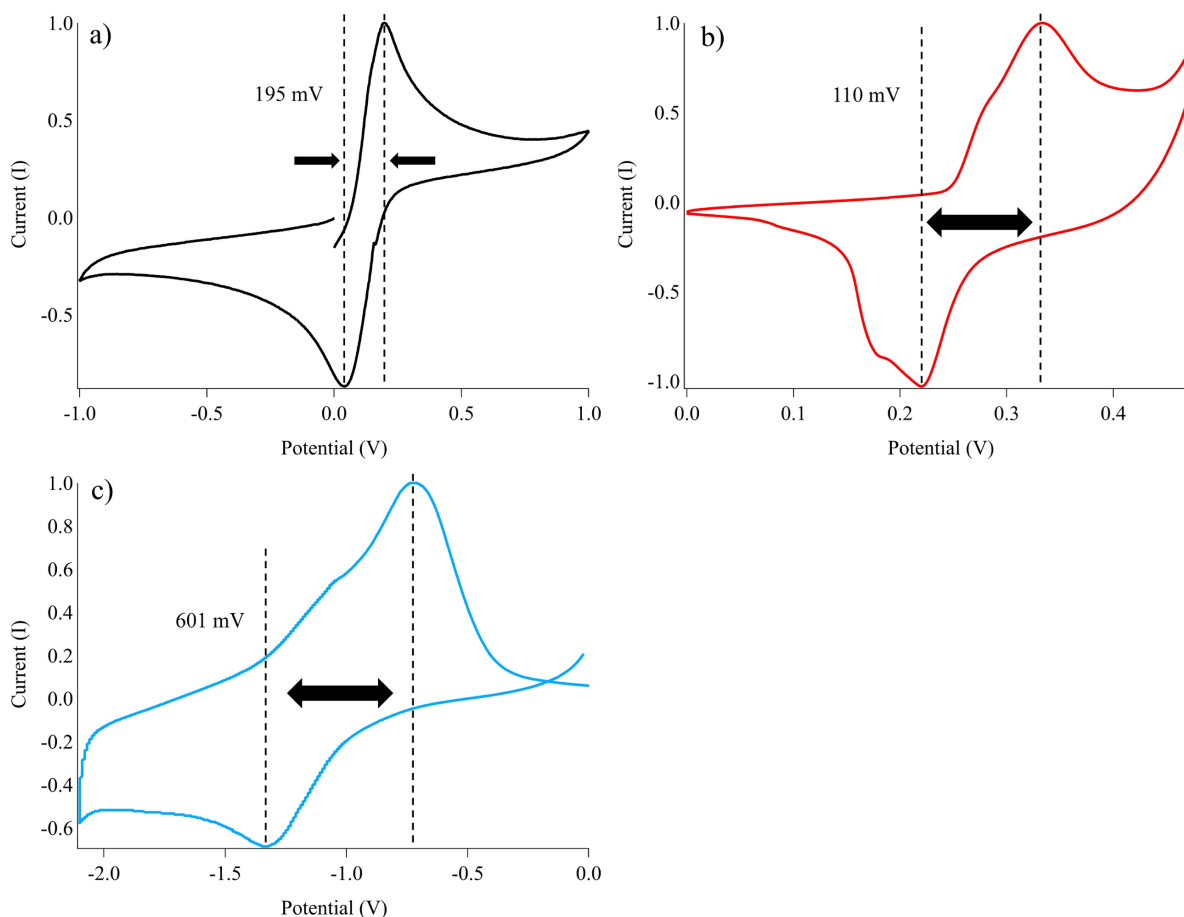 a)
195 mV
1.0
0.5
0.0
-0.5
Current (I)
-1.0 -0.5 0.0 0.5 1.0
Potential (V)
b)
110 mV
1.0
0.5
0.0
-0.5
-1.0
Current (I)
0.0 0.1 0.2 0.3 0.4
Potential (V)
c)
601 mV
1.0
0.8
0.6
0.4
0.2
0.0
-0.2
-0.4
-0.6
Current (I)
-2.0 -1.5 -1.0 -0.5 0.0
Potential (V)